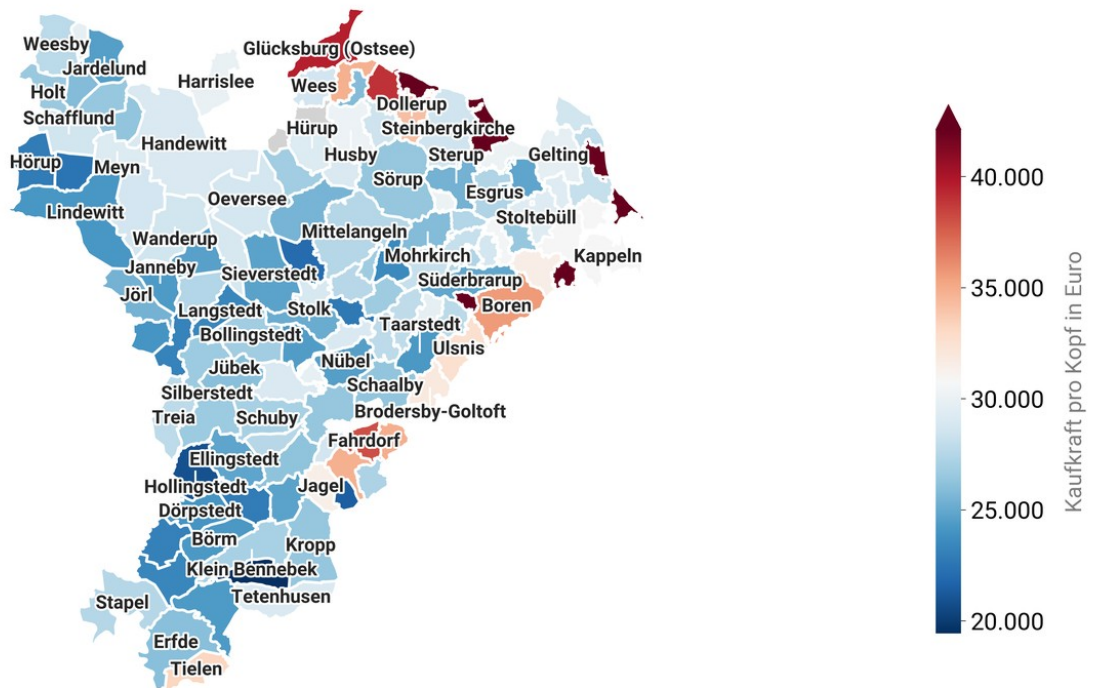 Weesby
Jardelund
Glücksburg (Ostsee)
Harrislee
Wees
Holt
Dollerup
Schafflund
Hürup
Steinbergkirche
Handewitt
Hörup
Meyn
Husby
Sterup
Gelting
Sörup
Esgrus
Oeversee
Lindewitt
Stoltebüll
Wanderup
Mittelangeln
Mohrkirch
Kappeln
Janneby
Sieverstedt
Süderbrarup
Jörl
Langstedt
Stolk
Boren
Taarstedt
Bollingstedt
Ulsnis
Jübek
Nübel
Schaalby
Silberstedt
Brodersby-Goltoft
Treia
Schuby
Fahrdorf
Ellingstedt
Hollingstedt
Jagel
Dörpstedt
Börm
Kropp
Klein Bennebek
Stapel
Tetenhusen
Erfde
Tielen
40.000
35.000
30.000
25.000
20.000
Kaufkraft pro Kopf in Euro